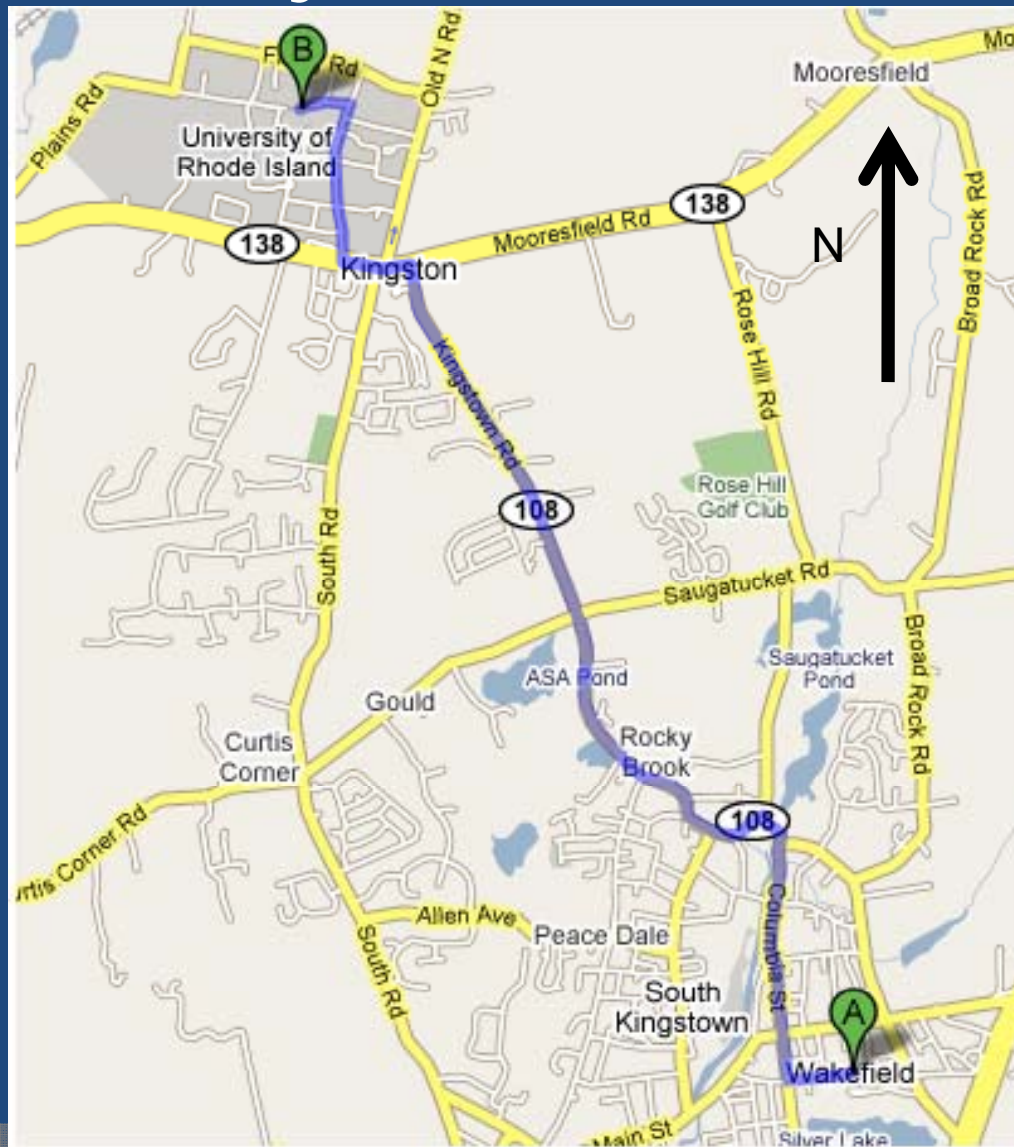 Old N Rd
Mooresfield
B
Rd
Plains Rd
University of
Rhode Island
138
138
Mooresfield Rd
N
Kingston
Broad Rock Rd
Rose Hill Rd
Kingstown Rd
108
Rose Hill
Golf Club
South Rd
Saugatucket Rd
Broad Rock Rd
ASA Pond
Saugatucket
Pond
Gould
Curtis
Corner
Rocky
Brook
108
Corner Rd
Allen Ave
Columbia St
Peace Dale
South Rd
South
Kingstown
A
Wakefield
Main St
Silver Lake